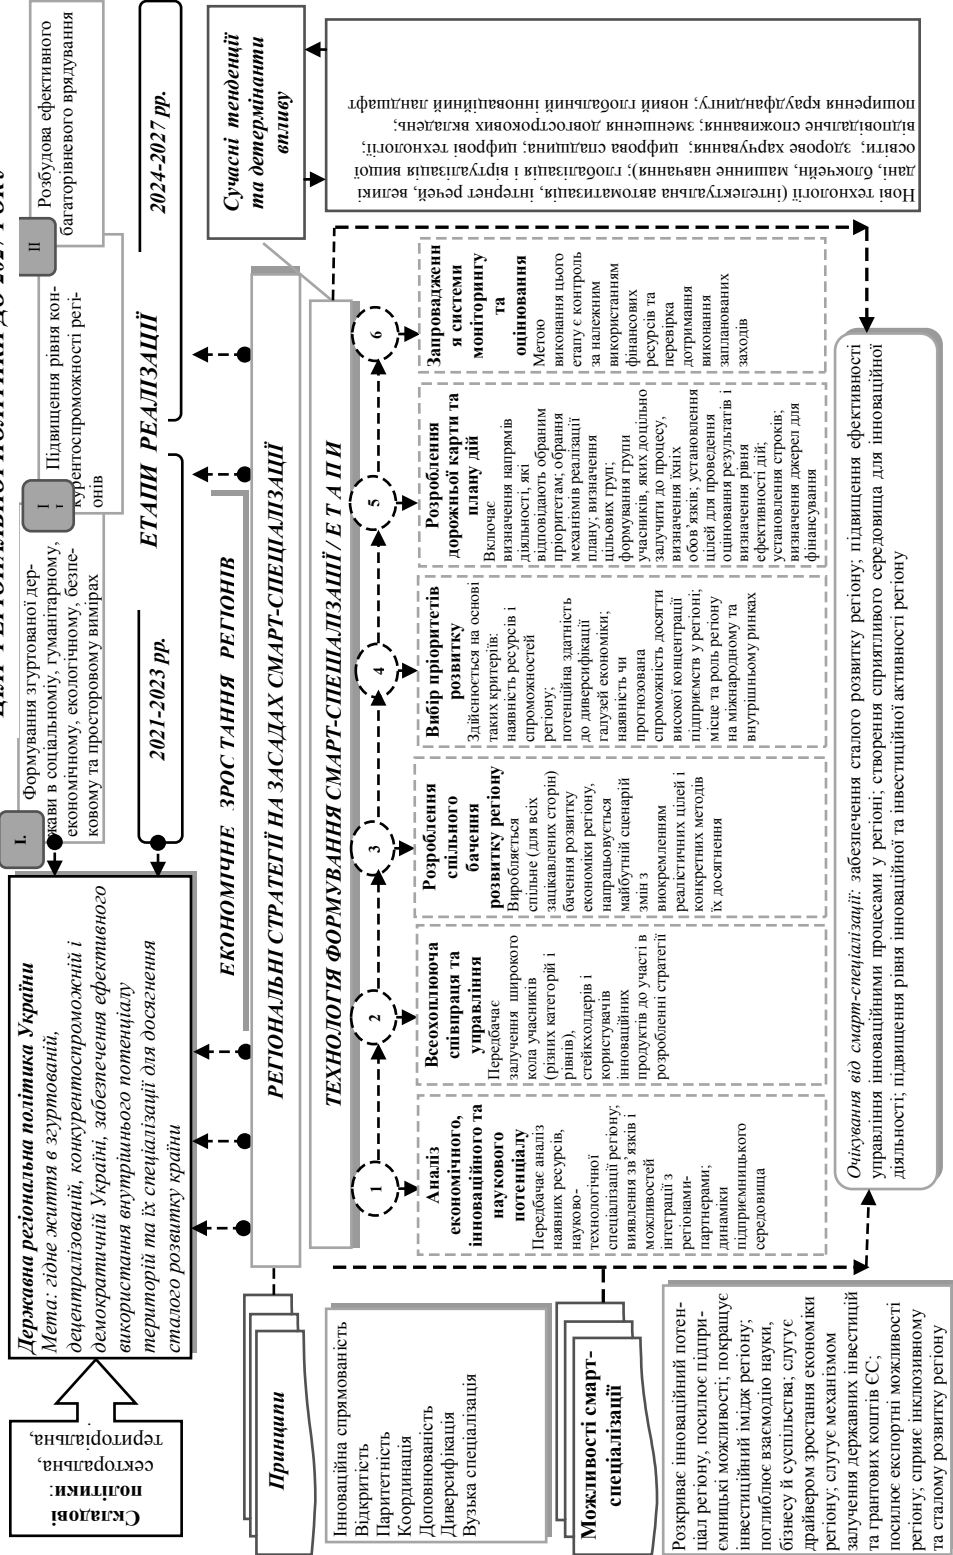 Складові
політики:
секторальна,
територіальна,
Державна регіональна політика України
Мета: гідне життя в згуртованій,
децентралізованій, конкурентоспроможній і
демократичній Україні, забезпечення ефективного
використання внутрішнього потенціалу
територій та їх спеціалізації для досягнення
сталого розвитку країни
І.
Формування згуртованої дер-
жави в соціальному, гуманітарному,
економічному, екологічному, безпе-
ковому та просторовому вимірах
І
І
Підвищення рівня кон-
курентоспроможності регі-
онів
ІІ
Розбудова ефективного
багаторівневого врядування
2021-2023 рр.
ЕТАПИ РЕАЛІЗАЦІЇ
2024-2027 рр.
ЕКОНОМІЧНЕ ЗРОСТАННЯ РЕГІОНІВ
РЕГІОНАЛЬНІ СТРАТЕГІЇ НА ЗАСАДАХ СМАРТ-СПЕЦІАЛІЗАЦІЇ
ТЕХНОЛОГІЯ ФОРМУВАННЯ СМАРТ-СПЕЦІАЛІЗАЦІЇ / ЕТАПИ
Сучасні тенденції
та детермінанти
впливу
Нові технології (інтелектуальна автоматизація, інтернет речей, великі
дані, блокчейн, машинне навчання); глобалізація і віртуалізація вищої
освіти; здорове харчування; цифрова спадщина; цифрові технології;
відповідальне споживання; зменшення довгострокових вкладень;
поширення краудфандингу; новий глобальний інноваційний ландшафт
Принципи
Інноваційна спрямованість
Відкритість
Паритетність
Координація
Доповнюваність
Диверсифікація
Вузька спеціалізація
Можливості смарт-
спеціалізації
Розкриває інноваційний потен-
ціал регіону, посилює підпри-
ємницькі можливості; покращує
інвестиційний імідж регіону;
поглиблює взаємодію науки,
бізнесу й суспільства; слугує
драйвером зростання економіки
регіону; слугує механізмом
залучення державних інвестицій
та грантових коштів ЄС;
посилює експортні можливості
регіону; сприяє інклюзивному
та сталому розвитку регіону
1
Аналіз
економічного,
інноваційного та
наукового
потенціалу
Передбачає аналіз
наявних ресурсів,
науково-
технологічної
спеціалізації регіону;
виявлення зв’язків і
можливостей
інтеграції з
регіонами-
партнерами;
динаміки
підприємницького
середовища
2
Всеохоплююча
співпраця та
управління
Передбачає
залучення широкого
кола учасників
(різних категорій і
рівнів),
стейкхолдерів і
користувачів
інноваційних
продуктів до участі в
розробленні стратегії
3
Розроблення
спільного
бачення
розвитку регіону
Виробляється
спільне (для всіх
зацікавлених сторін)
бачення розвитку
економіки регіону,
напрацьовується
майбутній сценарій
змін з
виокремленням
реалістичних цілей і
конкретних методів
їх досягнення
4
Вибір пріоритетів
розвитку
Здійснюється на основі
таких критеріїв:
наявність ресурсів і
спроможностей
регіону;
потенційна здатність
до диверсифікації
галузей економіки;
наявність чи
прогнозована
спроможність досягти
високої концентрації
підприємств у регіоні;
місце та роль регіону
на міжнародному та
внутрішньому ринках
5
Розроблення
дорожньої карти та
плану дій
Включає
визначення напрямів
діяльності, які
відповідають обраним
пріоритетам; обрання
механізмів реалізації
плану; визначення
цільових груп;
формування групи
учасників, яких доцільно
залучити до процесу,
визначення їхніх
обов’язків; установлення
цілей для проведення
оцінювання результатів і
визначення рівня
ефективності дій;
установлення строків;
визначення джерел для
фінансування
6
Запровадженн
я системи
моніторингу
та
оцінювання
Метою
виконання цього
етапу є контроль
за належним
використанням
фінансових
ресурсів та
перевірка
дотримання
виконання
запланованих
заходів
Очікування від смарт-спеціалізації: забезпечення сталого розвитку регіону; підвищення ефективності
управління інноваційними процесами у регіоні; створення сприятливого середовища для інноваційної
діяльності; підвищення рівня інноваційної та інвестиційної активності регіону